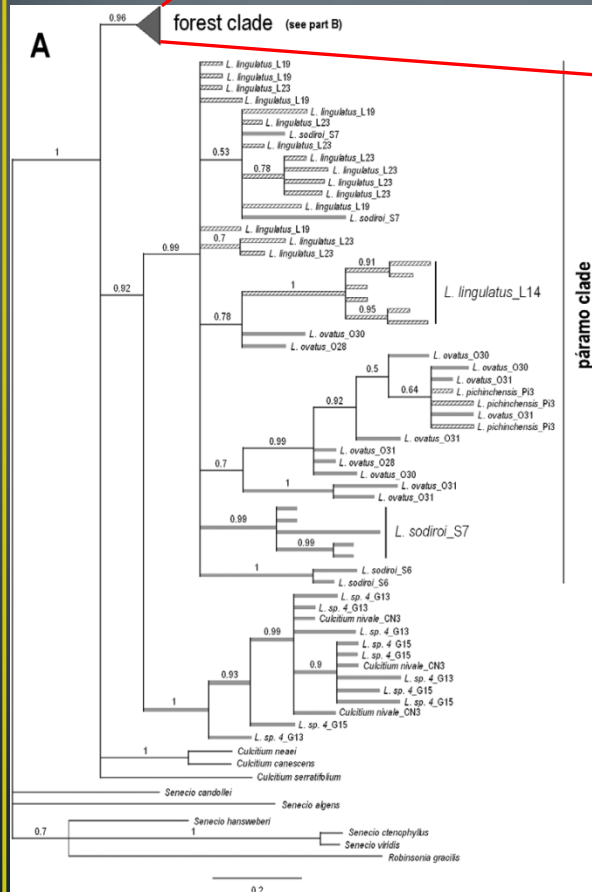 0.96
forest clade (see part B)
A
L. lingulatus_L19
L. lingulatus_L19
L. lingulatus_L23
L. lingulatus_L19
L. lingulatus_L19
L. lingulatus_L23
L. sodiroi_S7
L. lingulatus_L23
0.53
L. lingulatus_L23
0.78
L. lingulatus_L23
L. lingulatus_L23
L. lingulatus_L23
1
L. lingulatus_L19
L. sodiroi_S7
L. lingulatus_L19
0.7
L. lingulatus_L23
0.99
L. lingulatus_L23
0.91
1
L. lingulatus_L14
0.92
0.95
0.78
L. ovatus_O30
L. ovatus_O28
páramo clade
L. ovatus_O30
0.5
L. ovatus_O30
L. ovatus_O31
0.64
L. pichinchensis_Pi3
L. pichinchensis_Pi3
0.92
L. ovatus_O31
L. pichinchensis_Pi3
L. ovatus_O31
0.99
L. ovatus_O31
L. ovatus_O28
0.7
L. ovatus_O30
1
L. ovatus_O31
L. ovatus_O31
0.99
L. sodiroi_S7
0.99
1
L. sodiroi_S6
L. sodiroi_S6
L. sp. 4_G13
L. sp. 4_G13
Culcitium nivale_CN3
0.99
L. sp. 4_G13
L. sp. 4_G15
L. sp. 4_G15
0.9
Culcitium nivale_CN3
0.93
L. sp. 4_G13
L. sp. 4_G15
L. sp. 4_G15
1
Culcitium nivale_CN3
L. sp. 4_G15
L. sp. 4_G13
1
Culcitium neaei
Culcitium canescens
Culcitium serratifolium
Senecio candollei
Senecio algens
Senecio hansweberi
0.7
1
Senecio ctenophyllus
Senecio viridis
Robinsonia gracilis
0.2